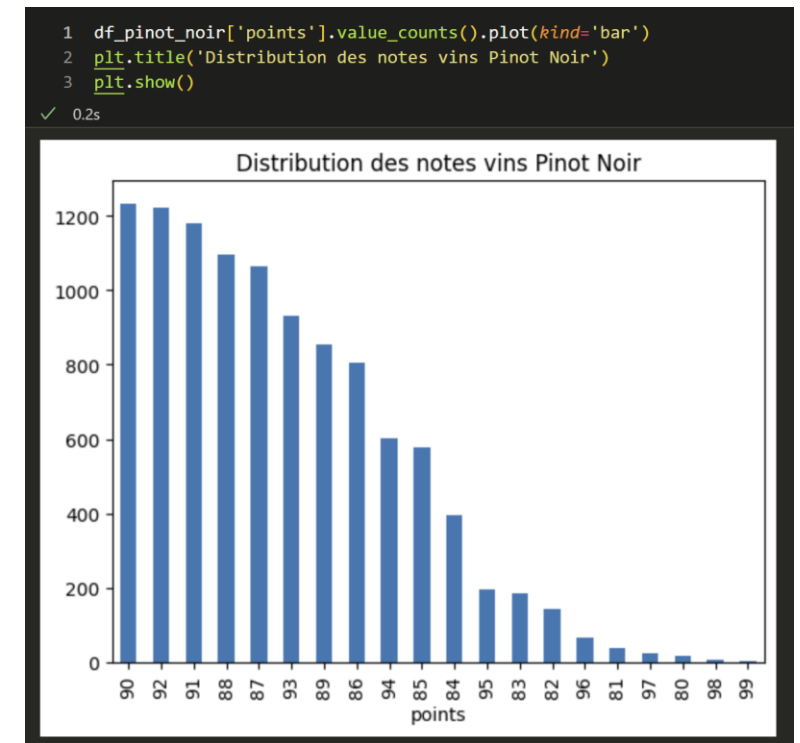 1 df_pinot_noir['points'].value_counts().plot(kind='bar')
2 plt.title('Distribution des notes vins Pinot Noir')
3 plt.show()
✓ 0.2s
Distribution des notes vins Pinot Noir
1200
1000
800
600
400
200
0
90 92 91 88 87 93 89 86 94 85 84 95 83 82 96 81 97 80 98 99
points